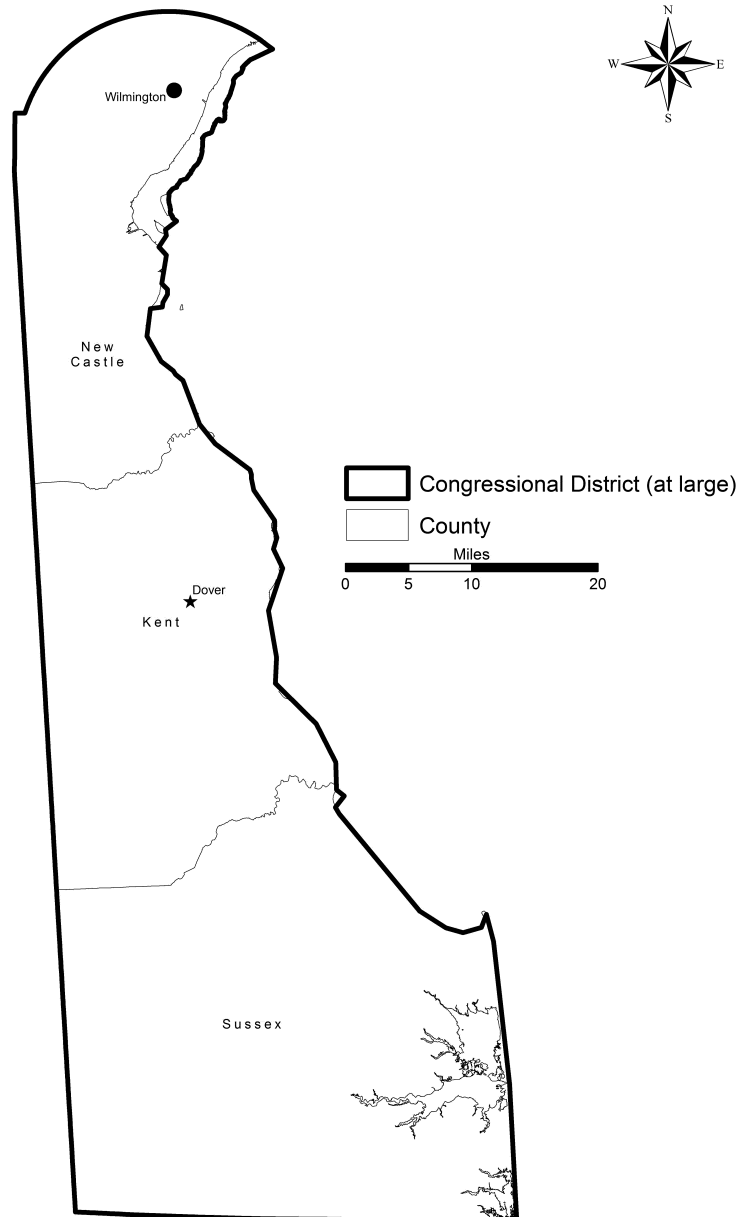 N
W E
S
Wilmington
New
Castle
Congressional District (at large)
County
Miles
0 5 10 20
Dover
Kent
Sussex